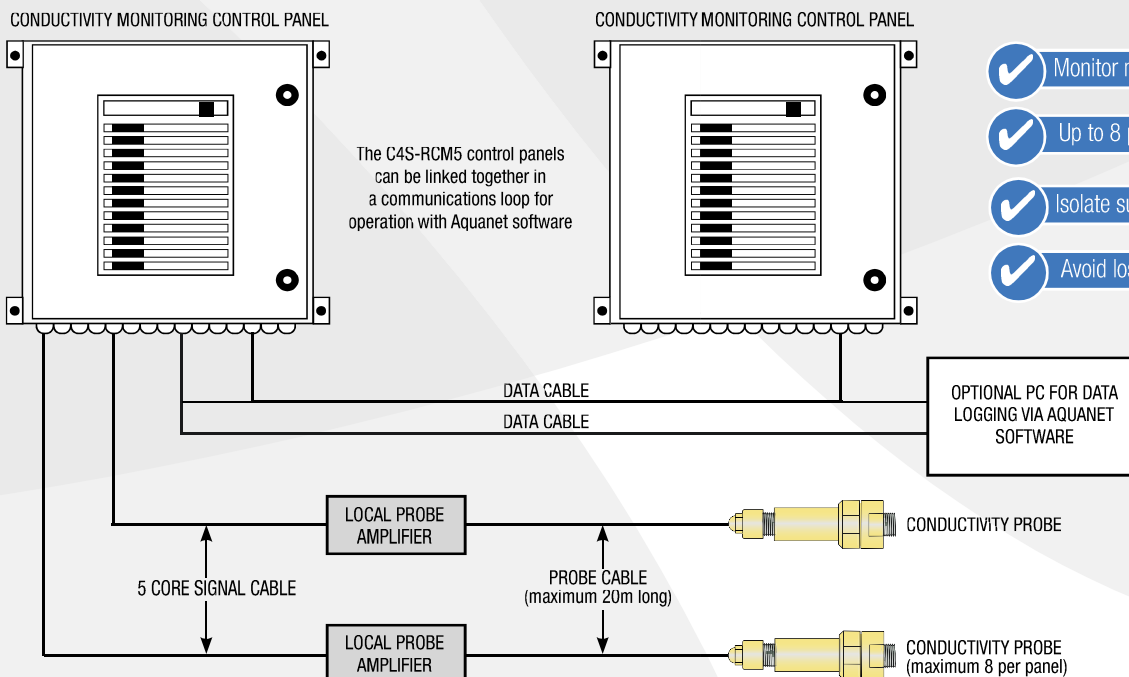 CONDUCTIVITY MONITORING CONTROL PANEL
CONDUCTIVITY MONITORING CONTROL PANEL
The C4S-RCM5 control panels
can be linked together in
a communications loop for
operation with Aquanet software
Monitor
Up to 8
Isolate
Avoid
DATA CABLE
DATA CABLE
OPTIONAL PC FOR DATA
LOGGING VIA AQUANET
SOFTWARE
LOCAL PROBE
AMPLIFIER
CONDUCTIVITY PROBE
5 CORE SIGNAL CABLE
PROBE CABLE
(maximum 20m long)
LOCAL PROBE
AMPLIFIER
CONDUCTIVITY PROBE
(maximum 8 per panel)